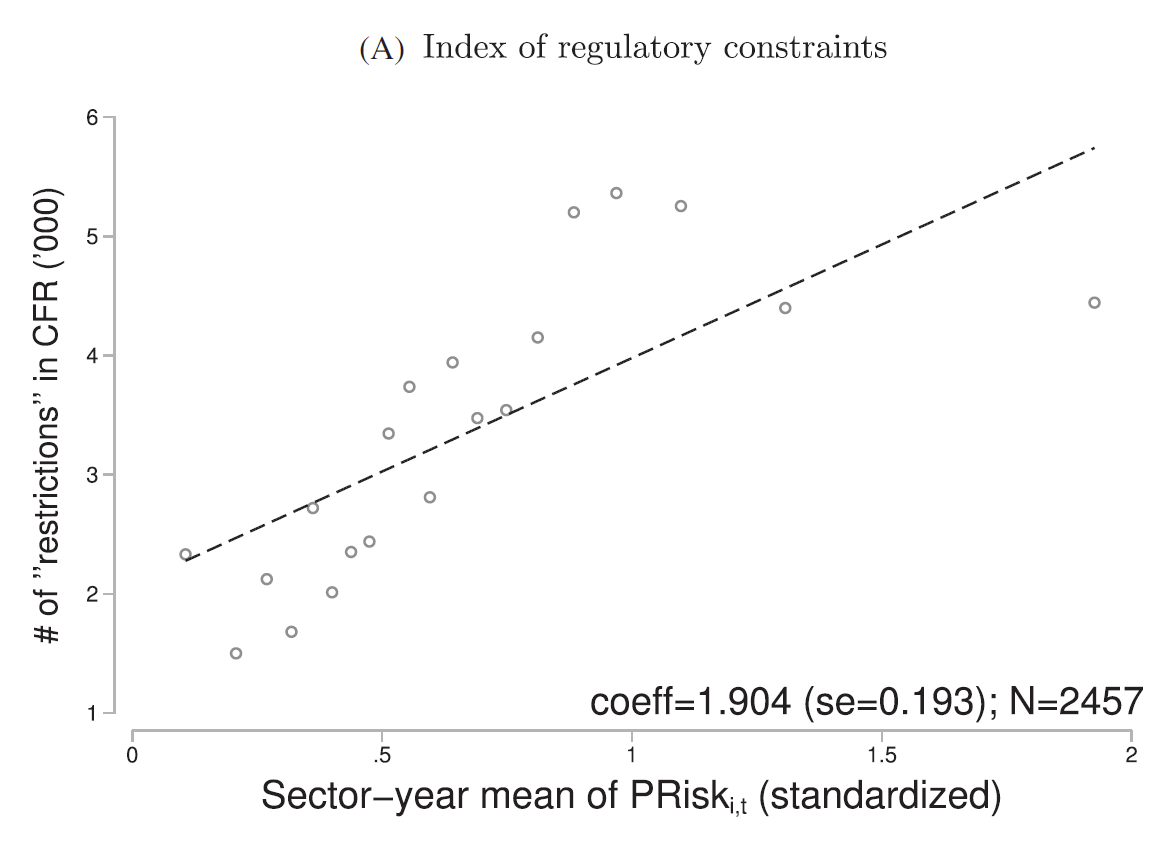 (A) Index of regulatory constraints
6
5
4
3
2
1
# of "restrictions" in CFR ('000)
coeff=1.904 (se=0.193); N=2457
0 .5 1 1.5 2
Sector−year mean of PRiski,t (standardized)